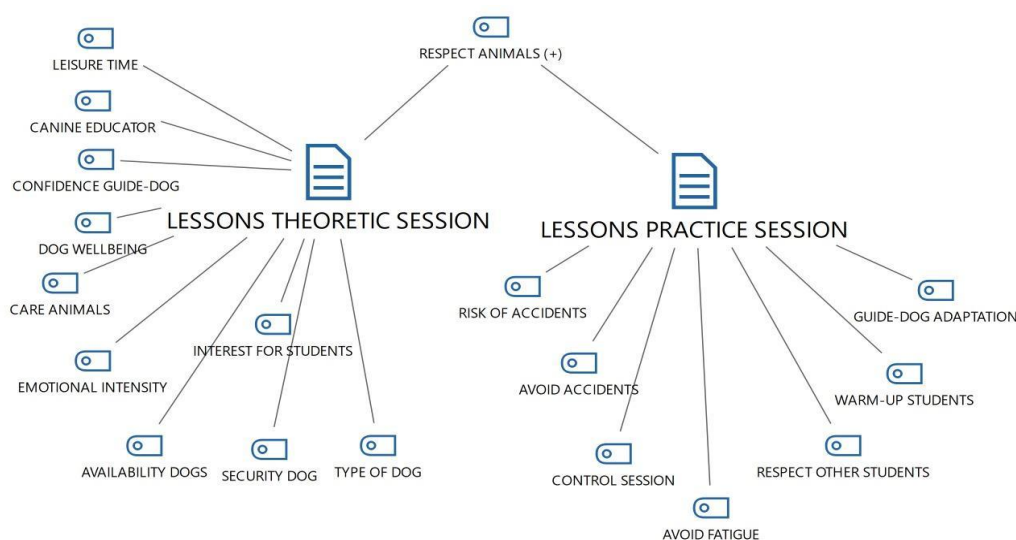 RESPECT ANIMALS (+)
LEISURE TIME
CANINE EDUCATOR
CONFIDENCE GUIDE-DOG
DOG WELLBEING
CARE ANIMALS
EMOTIONAL INTENSITY
LESSONS THEORETIC SESSION
INTEREST FOR STUDENTS
AVAILABILITY DOGS
SECURITY DOG
TYPE OF DOG
LESSONS PRACTICE SESSION
RISK OF ACCIDENTS
AVOID ACCIDENTS
CONTROL SESSION
AVOID FATIGUE
RESPECT OTHER STUDENTS
WARM-UP STUDENTS
GUIDE-DOG ADAPTATION